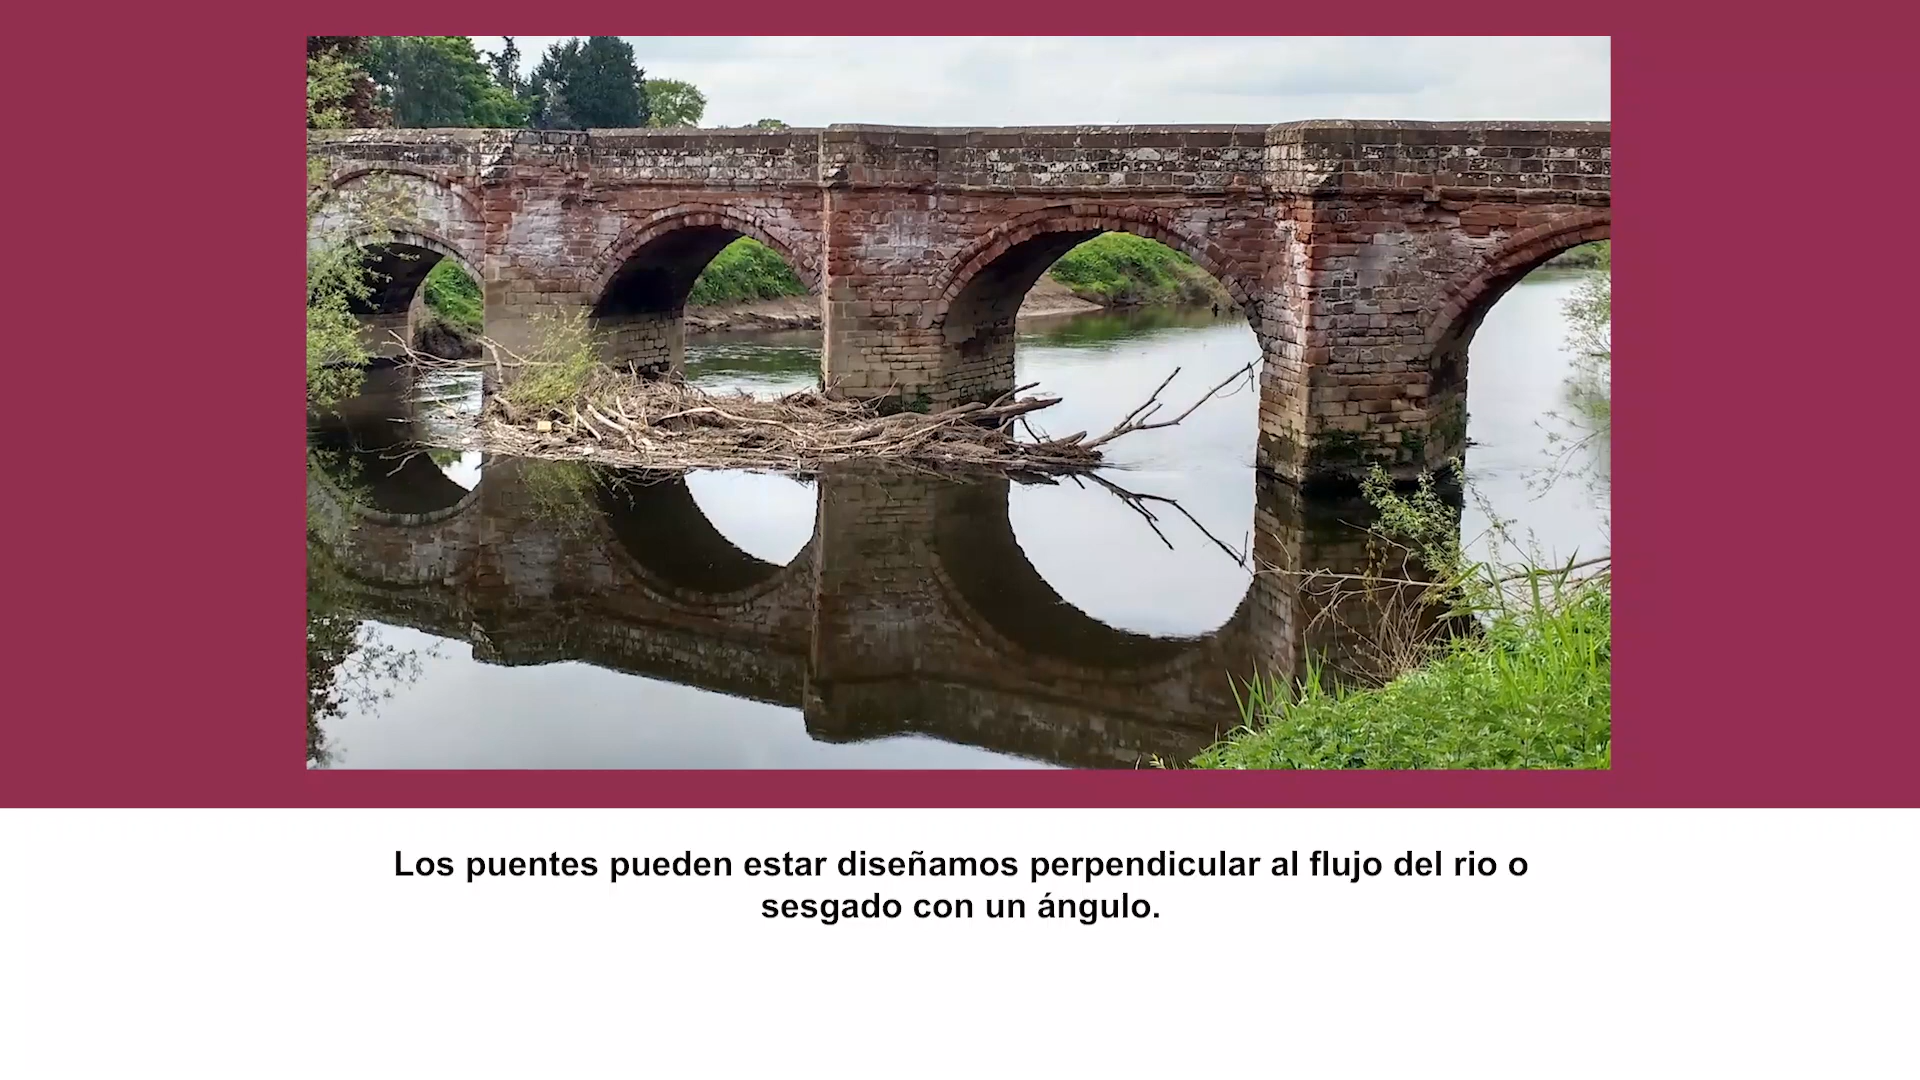 Los puentes pueden estar diseñamos perpendicular al flujo del rio o
sesgado con un ángulo.